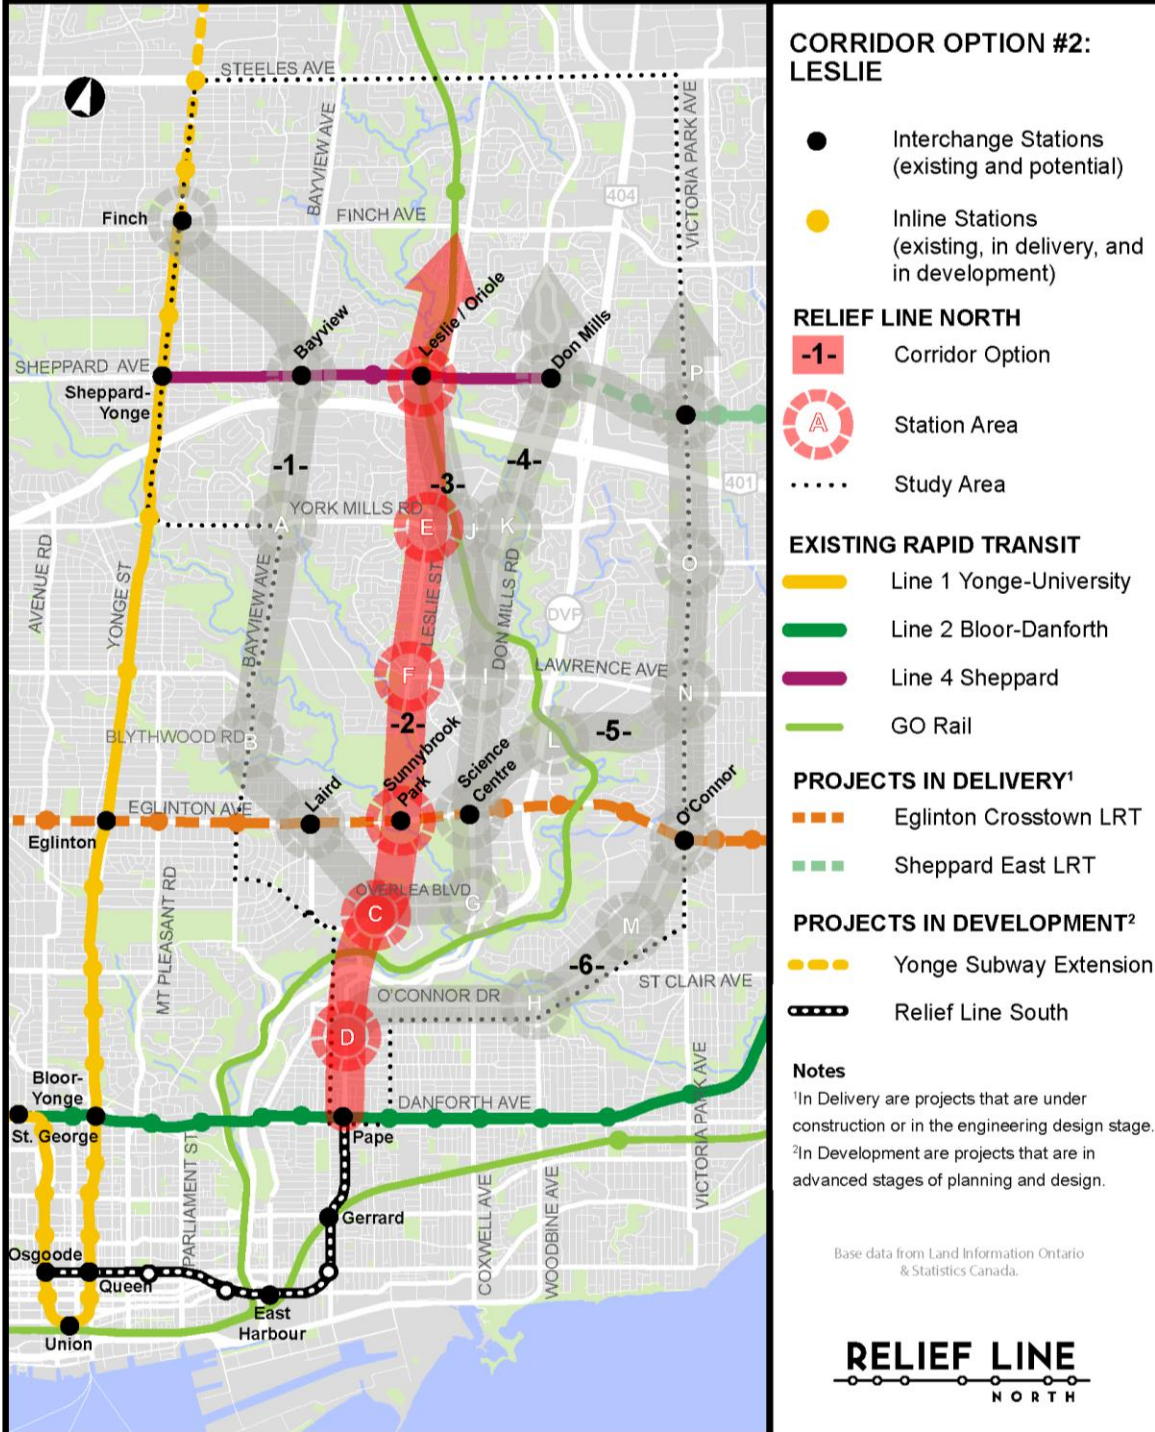 STEELES AVE
BAYVIEW AVE
VICTORIA PARK AVE
404
Finch
FINCH AVE
Leslie / Oriole
Bayview
Don Mills
SHEPPARD AVE
Sheppard-
Yonge
P
-1-
-4-
-3-
401
YORK MILLS RD
A
E
J
K
AVENUE RD
YONGE ST
BAYVIEW AVE
LESLIE ST
DON MILLS RD
O
DVP
LAWRENCE AVE
F
I
N
-2-
-5-
BLYTHWOOD RD
B
L
Sunnybrook
Park
Science
Centre
Laird
O'Connor
EGLINTON AVE
Eglinton
MT PLEASANT RD
OVERLEA BLVD
C
G
M
-6-
ST CLAIR AVE
O'CONNOR DR
H
D
Bloor-
Yonge
DANFORTH AVE
St. George
Pape
VICTORIA PARK AVE
PARLIAMENT ST
COXWELL AVE
WOODBINE AVE
Gerrard
Osgoode
Queen
East
Harbour
Union
CORRIDOR OPTION #2:
LESLIE
Interchange Stations
(existing and potential)
Inline Stations
(existing, in delivery, and
in development)
RELIEF LINE NORTH
-1- Corridor Option
A Station Area
Study Area
EXISTING RAPID TRANSIT
Line 1 Yonge-University
Line 2 Bloor-Danforth
Line 4 Sheppard
GO Rail
PROJECTS IN DELIVERY¹
Eglinton Crosstown LRT
Sheppard East LRT
PROJECTS IN DEVELOPMENT²
Yonge Subway Extension
Relief Line South
Notes
¹In Delivery are projects that are under
construction or in the engineering design stage.
²In Development are projects that are in
advanced stages of planning and design.
Base data from Land Information Ontario
& Statistics Canada.
RELIEF LINE
NORTH